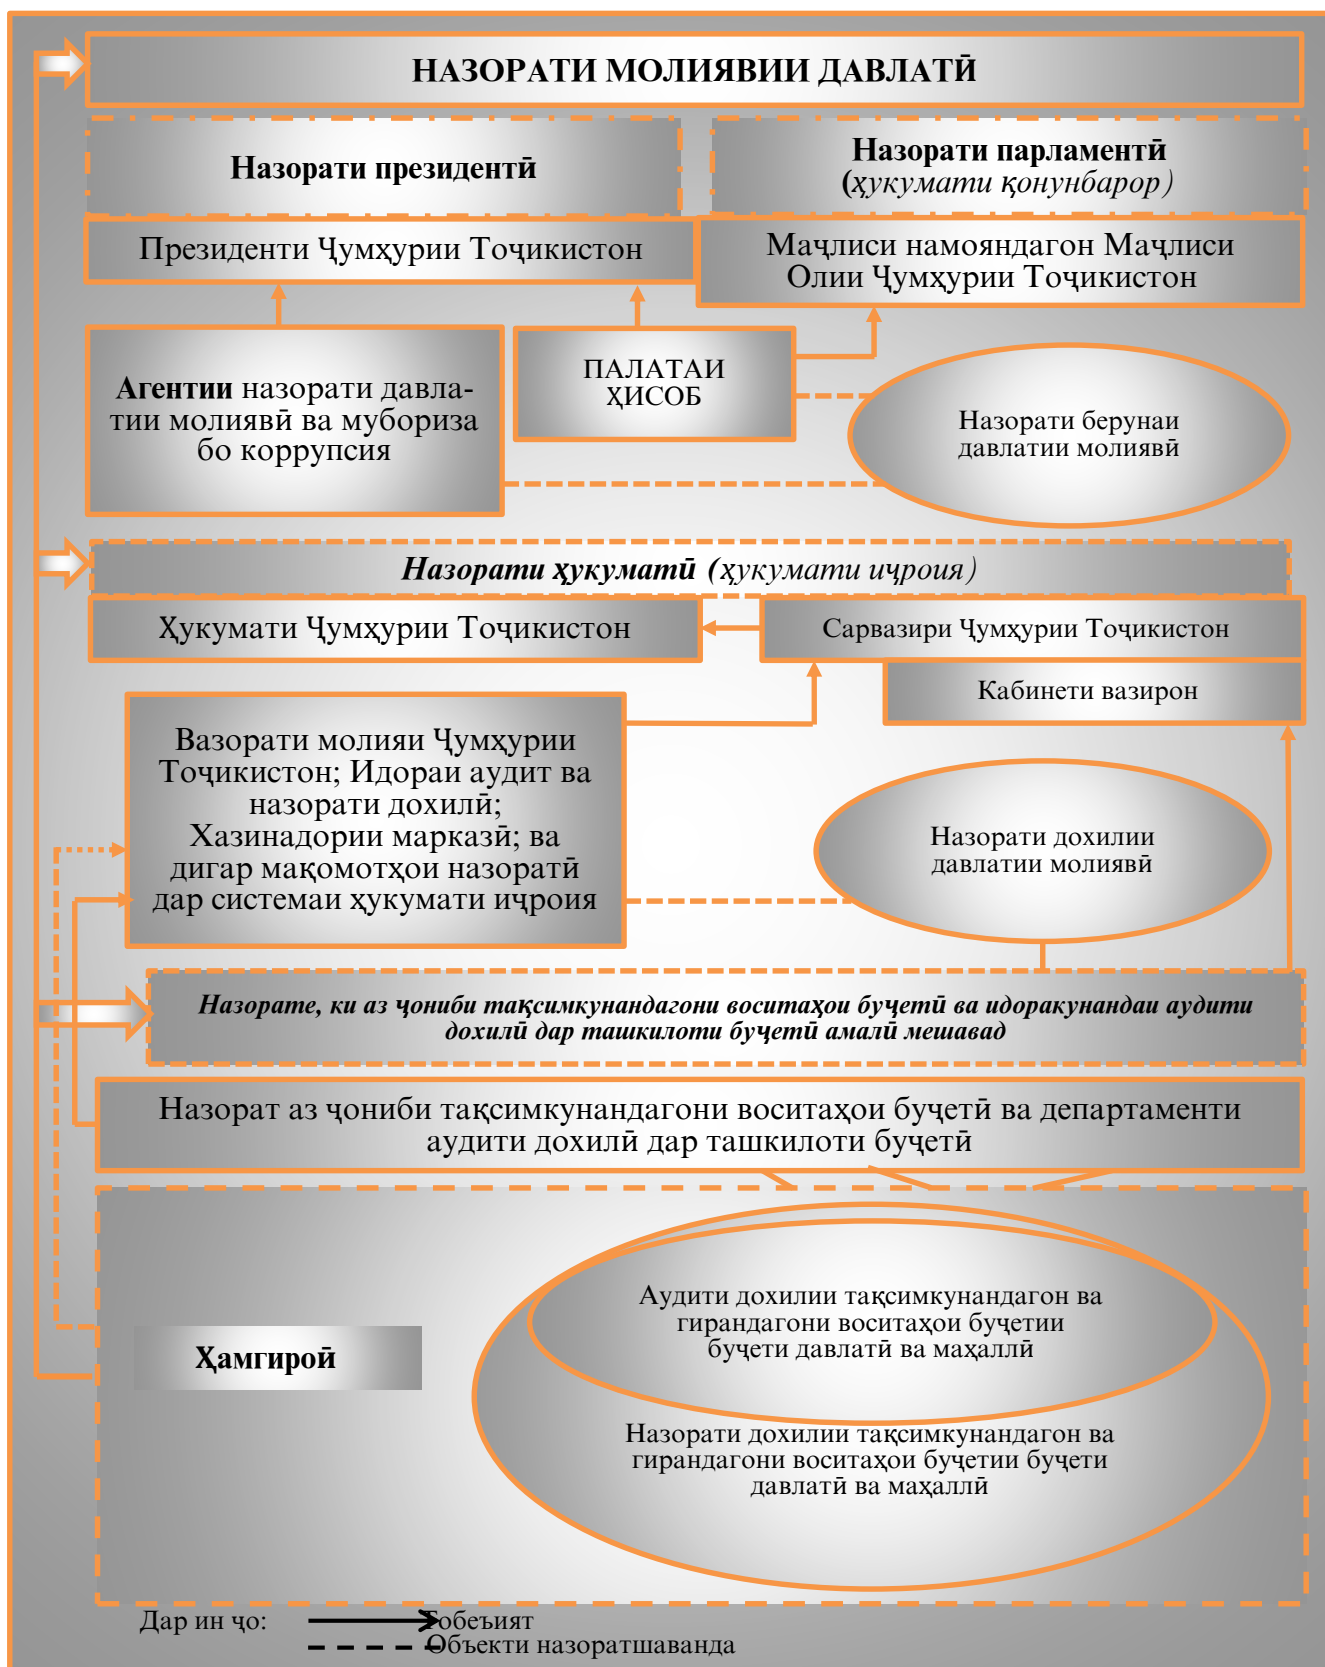 НАЗОРАТИ МОЛИЯВИИ ДАВЛАТӢ
Назорати президентӣ
Назорати парламентӣ
(ҳукумати қонунбарор)
Президенти Ҷумҳурии Тоҷикистон
Маҷлиси намояндагон Маҷлиси
Олии Ҷумҳурии Тоҷикистон
Агентии назорати давла-
тии молиявӣ ва мубориза
бо коррупсия
ПАЛАТАИ
ҲИСОБ
Назорати берунаи
давлатии молиявӣ
Назорати ҳукуматӣ (ҳукумати иҷроия)
Ҳукумати Ҷумҳурии Тоҷикистон
Сарвазири Ҷумҳурии Тоҷикистон
Кабинети вазирон
Вазорати молияи Ҷумҳурии
Тоҷикистон; Идораи аудит ва
назорати дохилӣ;
Хазинадории марказӣ; ва
дигар мақомотҳои назоратӣ
дар системаи ҳукумати иҷроия
Назорати дохилии
давлатии молиявӣ
Назорате, ки аз ҷониби тақсимкунандагони воситаҳои буҷетӣ ва идоракунандаи аудити
дохилӣ дар ташкилоти буҷетӣ амалӣ мешавад
Назорат аз ҷониби тақсимкунандагони воситаҳои буҷетӣ ва департаменти
аудити дохилӣ дар ташкилоти буҷетӣ
Аудити дохилии тақсимкунандагон ва
гирандагони воситаҳои буҷетии
буҷети давлатӣ ва маҳаллӣ
Ҳамгироӣ
Назорати дохилии тақсимкунандагон ва
гирандагони воситаҳои буҷетии буҷети
давлатӣ ва маҳаллӣ
Дар ин ҷо:
Тобеъият
Объекти назоратшаванда